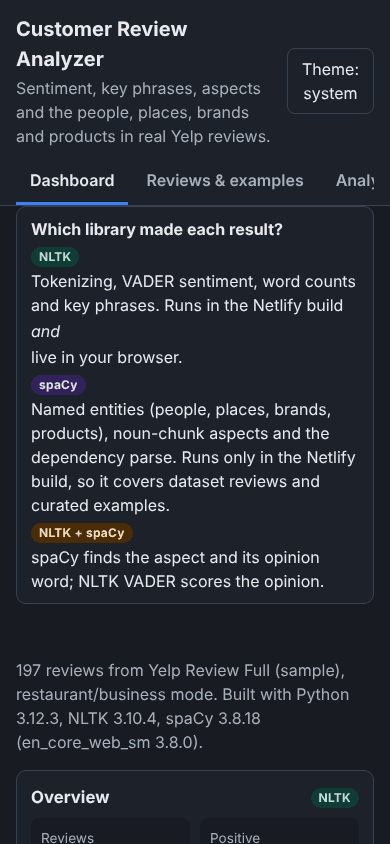 Customer Review
Analyzer
Sentiment, key phrases, aspects
and the people, places, brands
and products in real Yelp reviews.
Theme:
system
Dashboard
Reviews & examples
Analy
Which library made each result?
NLTK
Tokenizing, VADER sentiment, word counts
and key phrases. Runs in the Netlify build
and
live in your browser.
spaCy
Named entities (people, places, brands,
products), noun-chunk aspects and the
dependency parse. Runs only in the Netlify
build, so it covers dataset reviews and
curated examples.
NLTK + spaCy
spaCy finds the aspect and its opinion
word; NLTK VADER scores the opinion.
197 reviews from Yelp Review Full (sample),
restaurant/business mode. Built with Python
3.12.3, NLTK 3.10.4, spaCy 3.8.18
(en_core_web_sm 3.8.0).
Overview
NLTK
Reviews
Positive